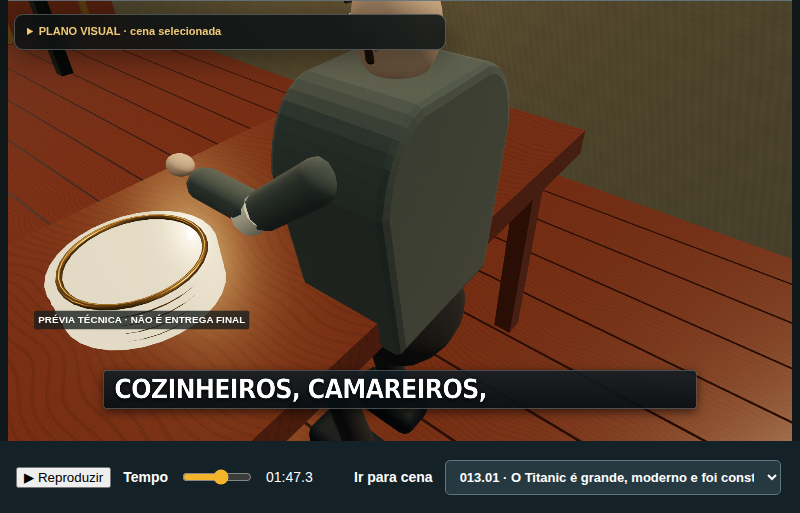 ▶ PLANO VISUAL · cena selecionada
PRÉVIA TÉCNICA · NÃO É ENTREGA FINAL
COZINHEIROS, CAMAREIROS,
▶ Reproduzir Tempo 01:47.3 Ir para cena 013.01 · O Titanic é grande, moderno e foi const